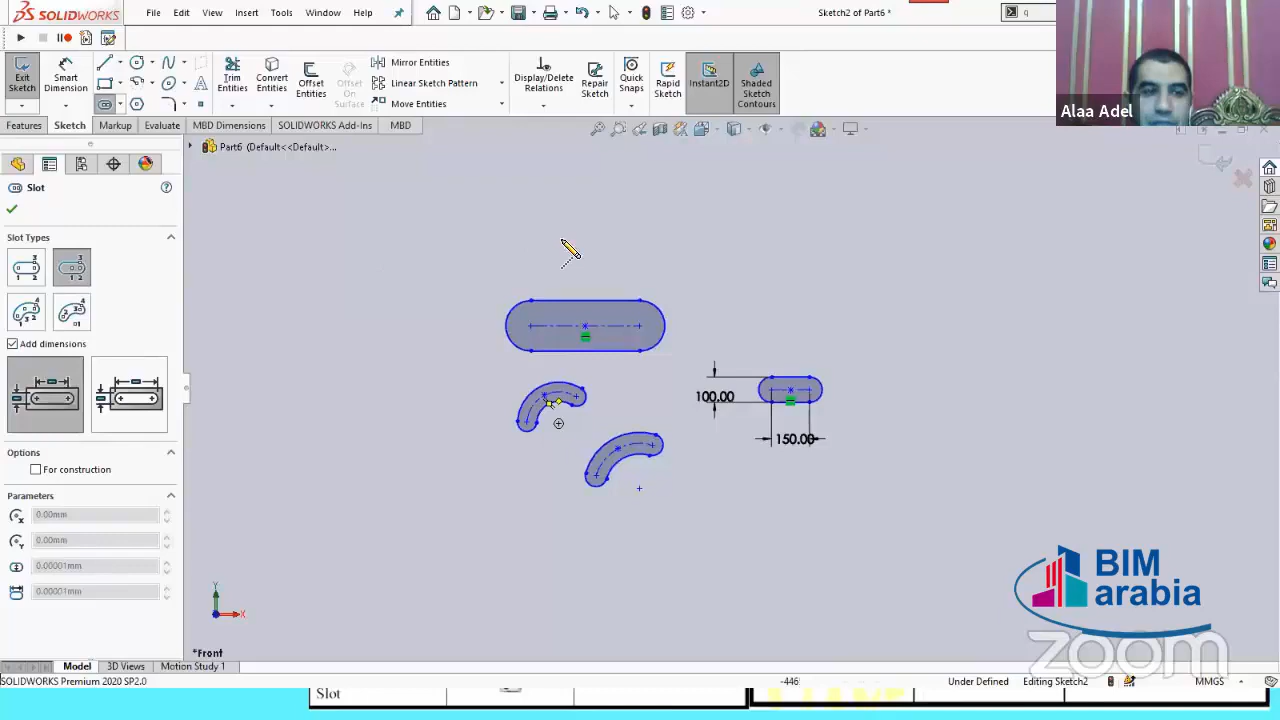 SOLIDWORKS File Edit View Insert Tools Window Help Sketch2 of Part6 * q
Exit Sketch
Smart Dimension
Trim Entities
Convert Entities
Offset Entities
Offset On Surface
Mirror Entities
Linear Sketch Pattern
Move Entities
Display/Delete Relations
Repair Sketch
Quick Snaps
Rapid Sketch
Instant2D
Shaded Sketch Contours
Alaa Adel
Features Sketch Markup Evaluate MBD Dimensions SOLIDWORKS Add-Ins MBD
Part6 (Default<<Default>...
Slot
Slot Types
Add dimensions
Options
For construction
Parameters
0.00mm
0.00mm
0.00001mm
0.00001mm
100.00
150.00
Y
X
*Front
BIM
arabia
zoom
Model 3D Views Motion Study 1
SOLIDWORKS Premium 2020 SP2.0 -446 Under Defined Editing Sketch2 MMGS
Slot